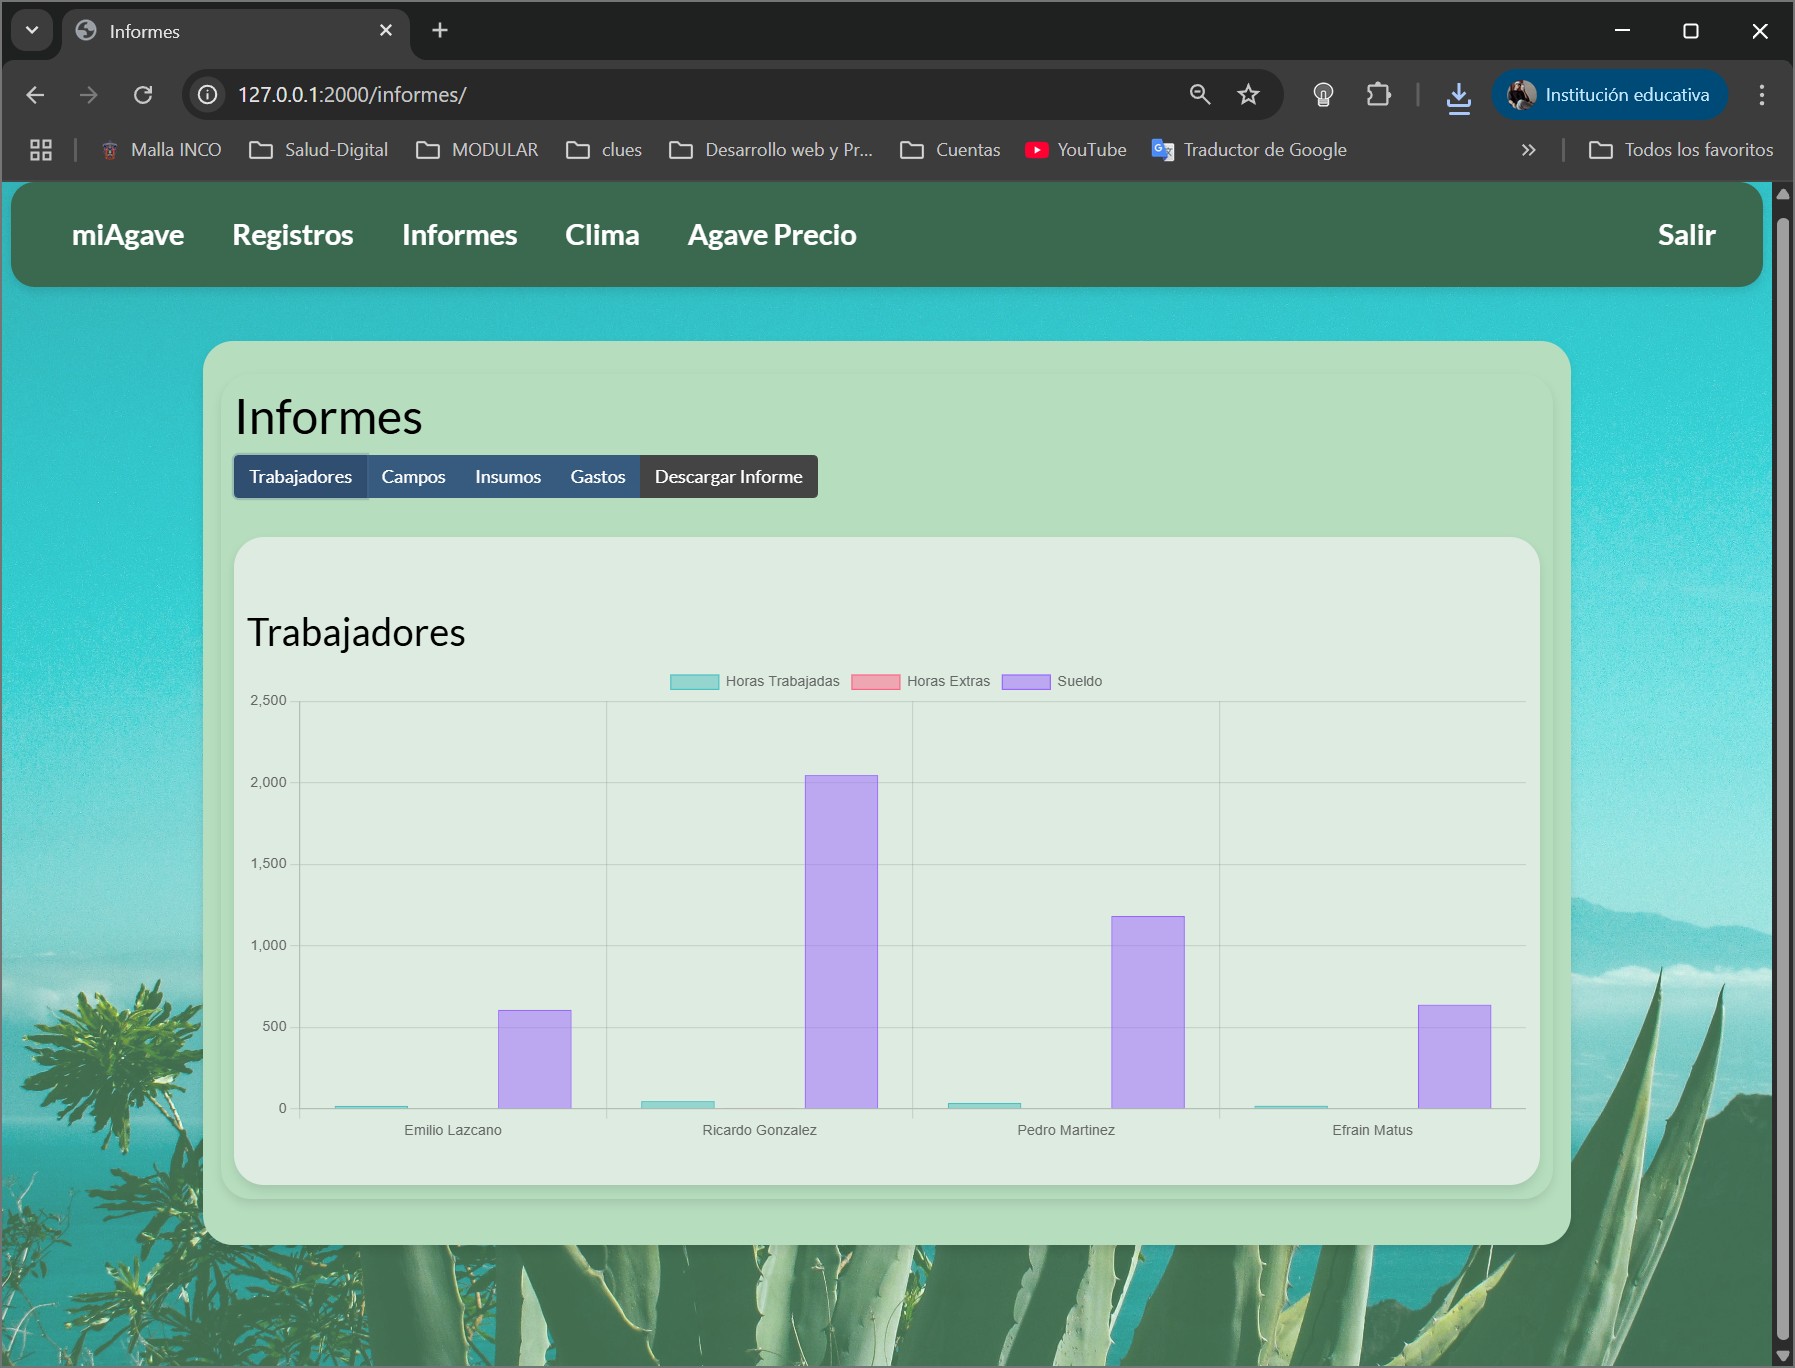 Informes
127.0.0.1:2000/informes/
Institución educativa
Malla INCO
Salud-Digital
MODULAR
clues
Desarrollo web y Pr...
Cuentas
YouTube
Traductor de Google
Todos los favoritos
miAgave
Registros
Informes
Clima
Agave Precio
Salir
Informes
Trabajadores
Campos
Insumos
Gastos
Descargar Informe
Trabajadores
Horas Trabajadas
Horas Extras
Sueldo
2,500
2,000
1,500
1,000
500
0
Emilio Lazcano
Ricardo Gonzalez
Pedro Martinez
Efrain Matus